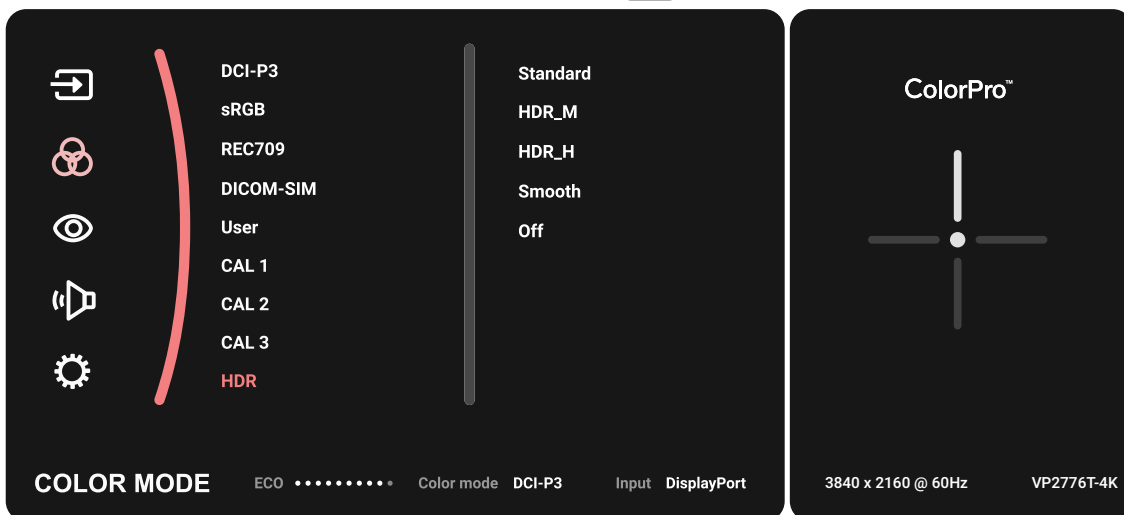 DCI-P3
sRGB
REC709
DICOM-SIM
User
CAL 1
CAL 2
CAL 3
HDR
Standard
HDR_M
HDR_H
Smooth
Off
COLOR MODE
ECO
Color mode DCI-P3
Input DisplayPort
ColorPro™
3840 x 2160 @ 60Hz
VP2776T-4K